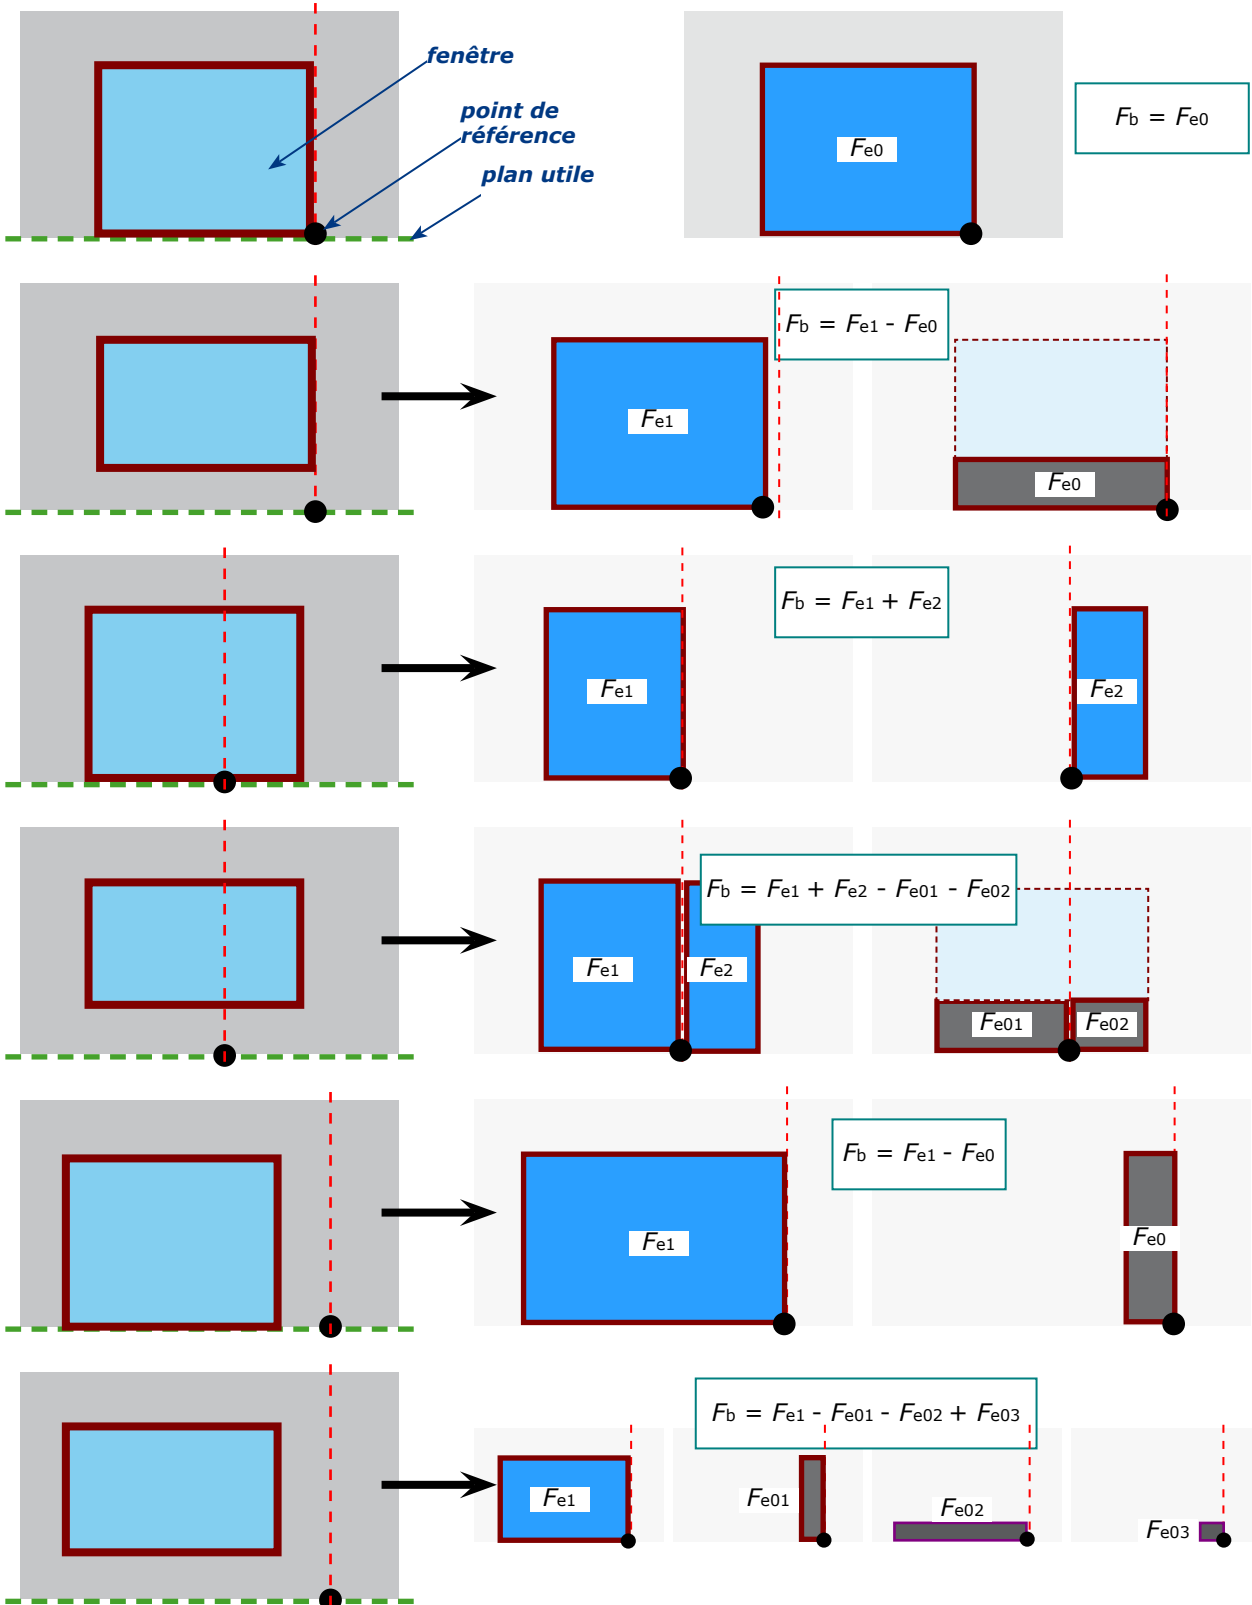 fenêtre
point de
référence
plan utile
Fe0
Fb = Fe0
Fb = Fe1 - Fe0
Fe1
Fe0
Fb = Fe1 + Fe2
Fe1
Fe2
Fb = Fe1 + Fe2 - Fe01 - Fe02
Fe1
Fe2
Fe01
Fe02
Fb = Fe1 - Fe0
Fe1
Fe0
Fb = Fe1 - Fe01 - Fe02 + Fe03
Fe1
Fe01
Fe02
Fe03